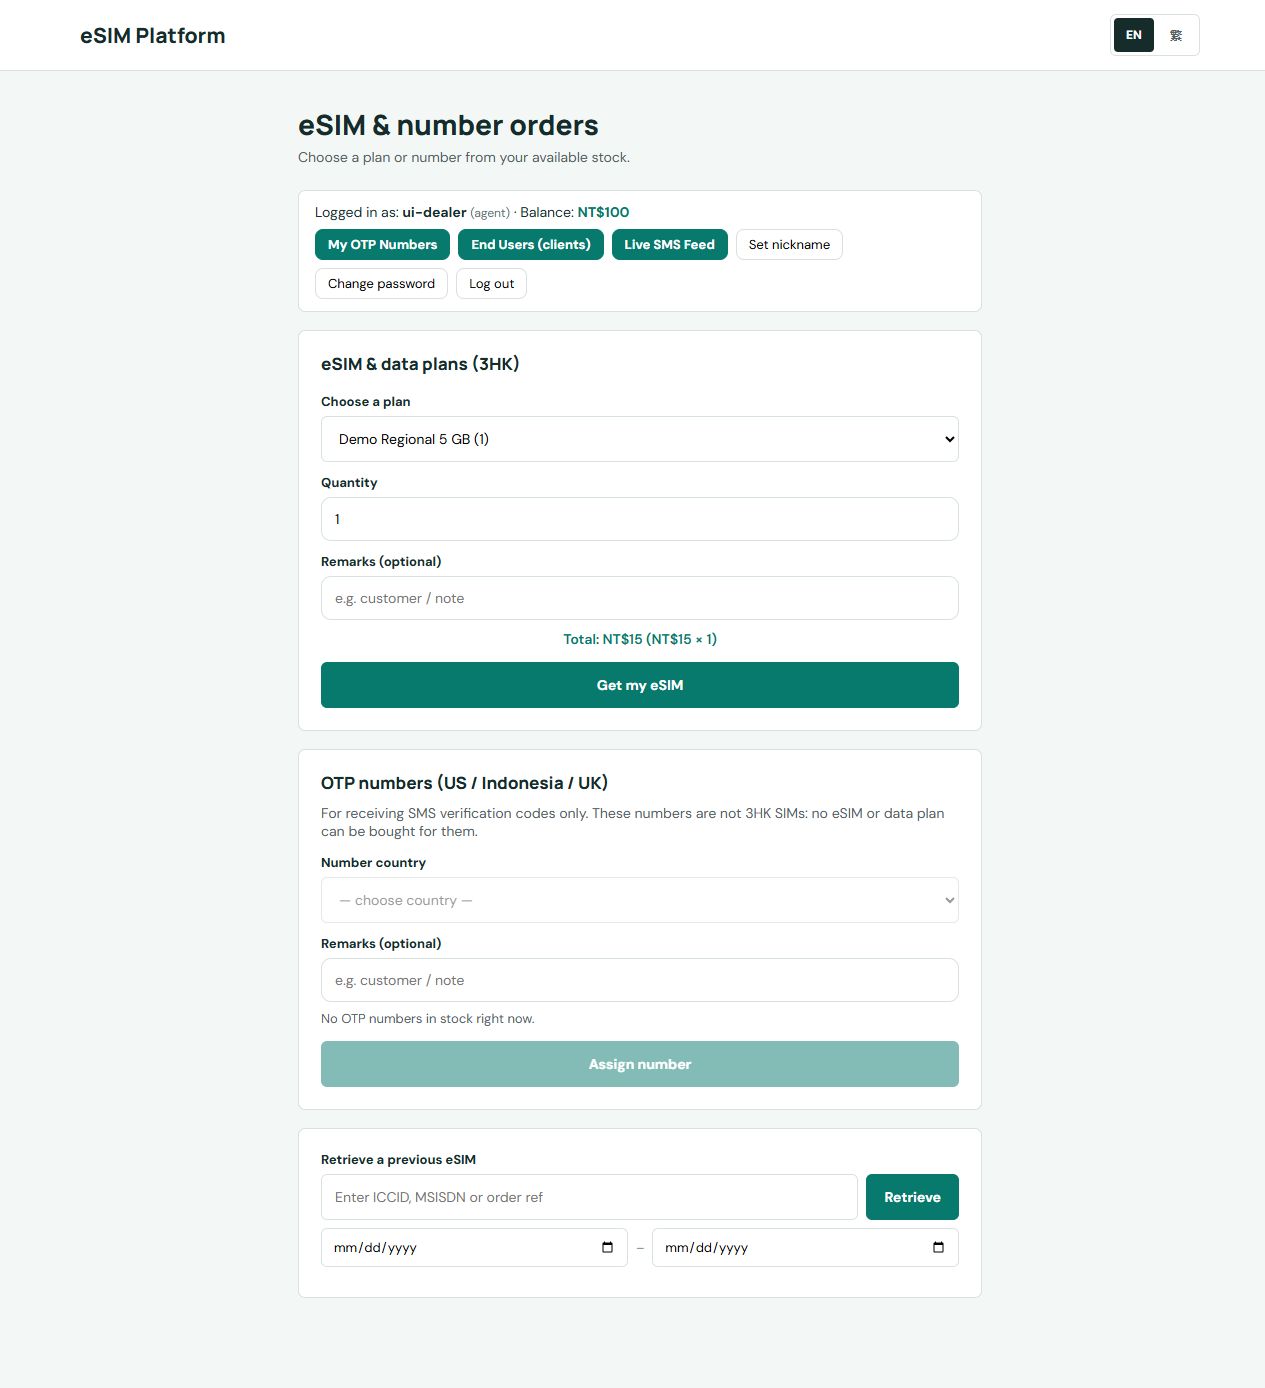 eSIM Platform
EN
繁
eSIM & number orders
Choose a plan or number from your available stock.
Logged in as: ui-dealer (agent) · Balance: NT$100
My OTP Numbers
End Users (clients)
Live SMS Feed
Set nickname
Change password
Log out
eSIM & data plans (3HK)
Choose a plan
Demo Regional 5 GB (1)
Quantity
1
Remarks (optional)
e.g. customer / note
Total: NT$15 (NT$15 × 1)
Get my eSIM
OTP numbers (US / Indonesia / UK)
For receiving SMS verification codes only. These numbers are not 3HK SIMs: no eSIM or data plan
can be bought for them.
Number country
— choose country —
Remarks (optional)
e.g. customer / note
No OTP numbers in stock right now.
Assign number
Retrieve a previous eSIM
Enter ICCID, MSISDN or order ref
Retrieve
mm/dd/yyyy – mm/dd/yyyy